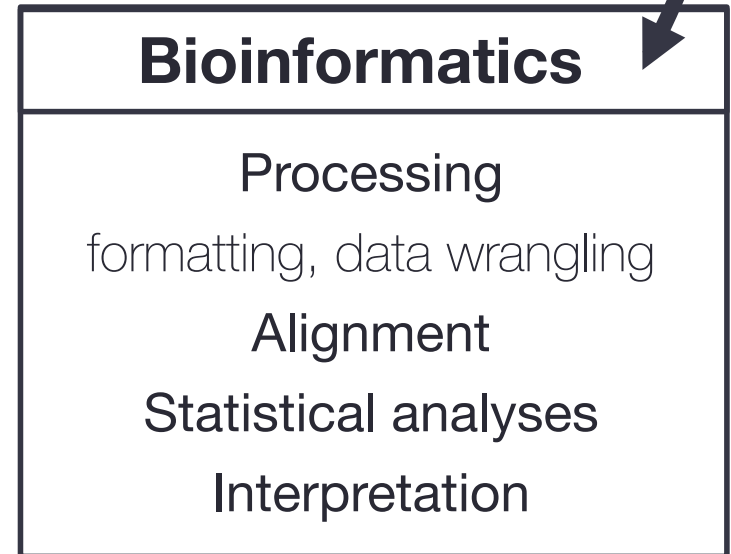 Bioinformatics
Processing
formatting, data wrangling
Alignment
Statistical analyses
Interpretation